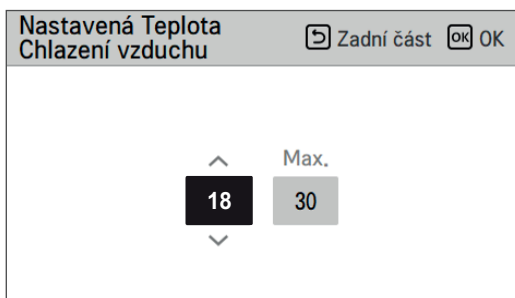 Nastavená Teplota
Chlazení vzduchu
Zadní část OK OK
Max.
18 30